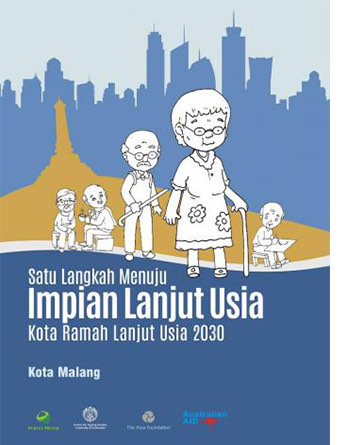 Satu Langkah Menuju
Impian Lanjut Usia
Kota Ramah Lanjut Usia 2030
Kota Malang
The Asia Foundation
Australian
AID